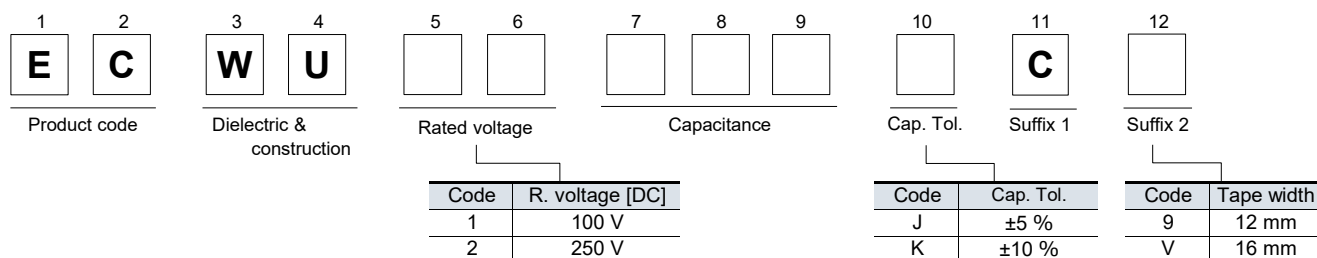 1 2 3 4 5 6 7 8 9 10 11 12
E C W U C
Product code Dielectric & construction Rated voltage Capacitance Cap. Tol. Suffix 1 Suffix 2
Code R. voltage [DC] Code Cap. Tol. Code Tape width
1 100 V J ±5 % 9 12 mm
2 250 V K ±10 % V 16 mm